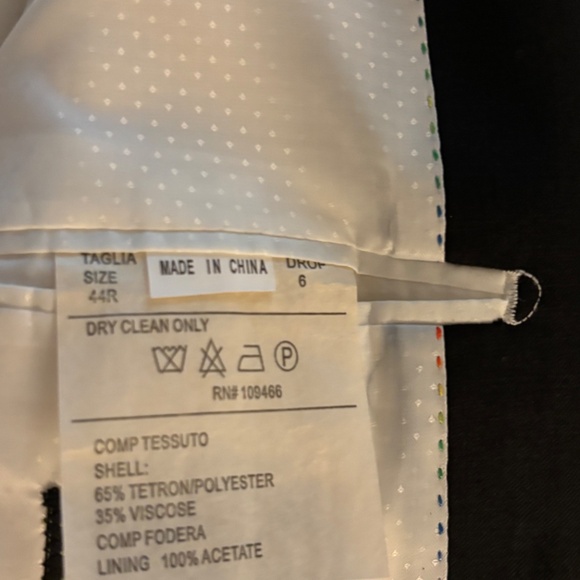 TAGLIA
SIZE
44R
MADE IN CHINA
DROP
6
DRY CLEAN ONLY
P
RN# 109466
COMP TESSUTO
SHELL:
65% TETRON/POLYESTER
35% VISCOSE
COMP FODERA
LINING 100% ACETATE